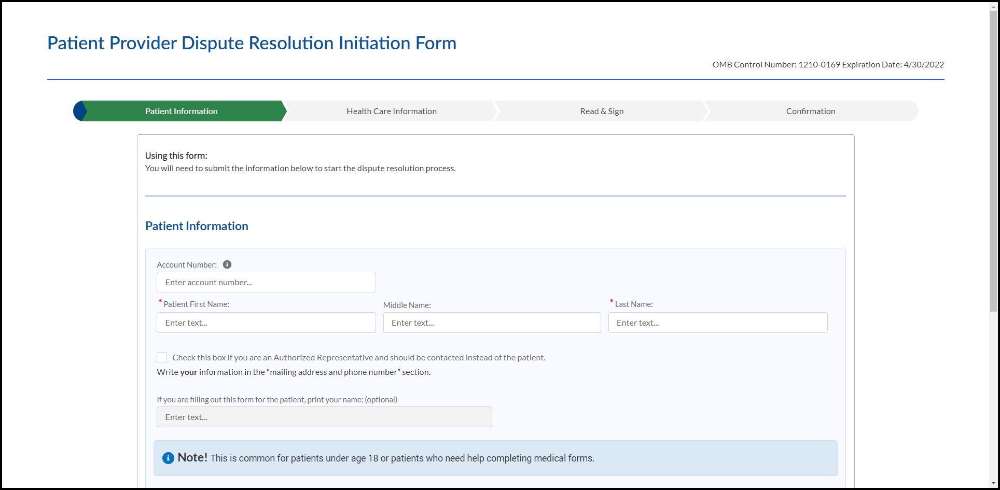 Patient Provider Dispute Resolution Initiation Form
OMB Control Number: 1210-0169 Expiration Date: 4/30/2022
Patient Information
Health Care Information
Read & Sign
Confirmation
Using this form:
You will need to submit the information below to start the dispute resolution process.
Patient Information
Account Number:
Enter account number...
* Patient First Name:
Middle Name:
* Last Name:
Enter text...
Enter text...
Enter text...
Check this box if you are an Authorized Representative and should be contacted instead of the patient.
Write your information in the “mailing address and phone number” section.
If you are filling out this form for the patient, print your name: (optional)
Enter text...
Note! This is common for patients under age 18 or patients who need help completing medical forms.